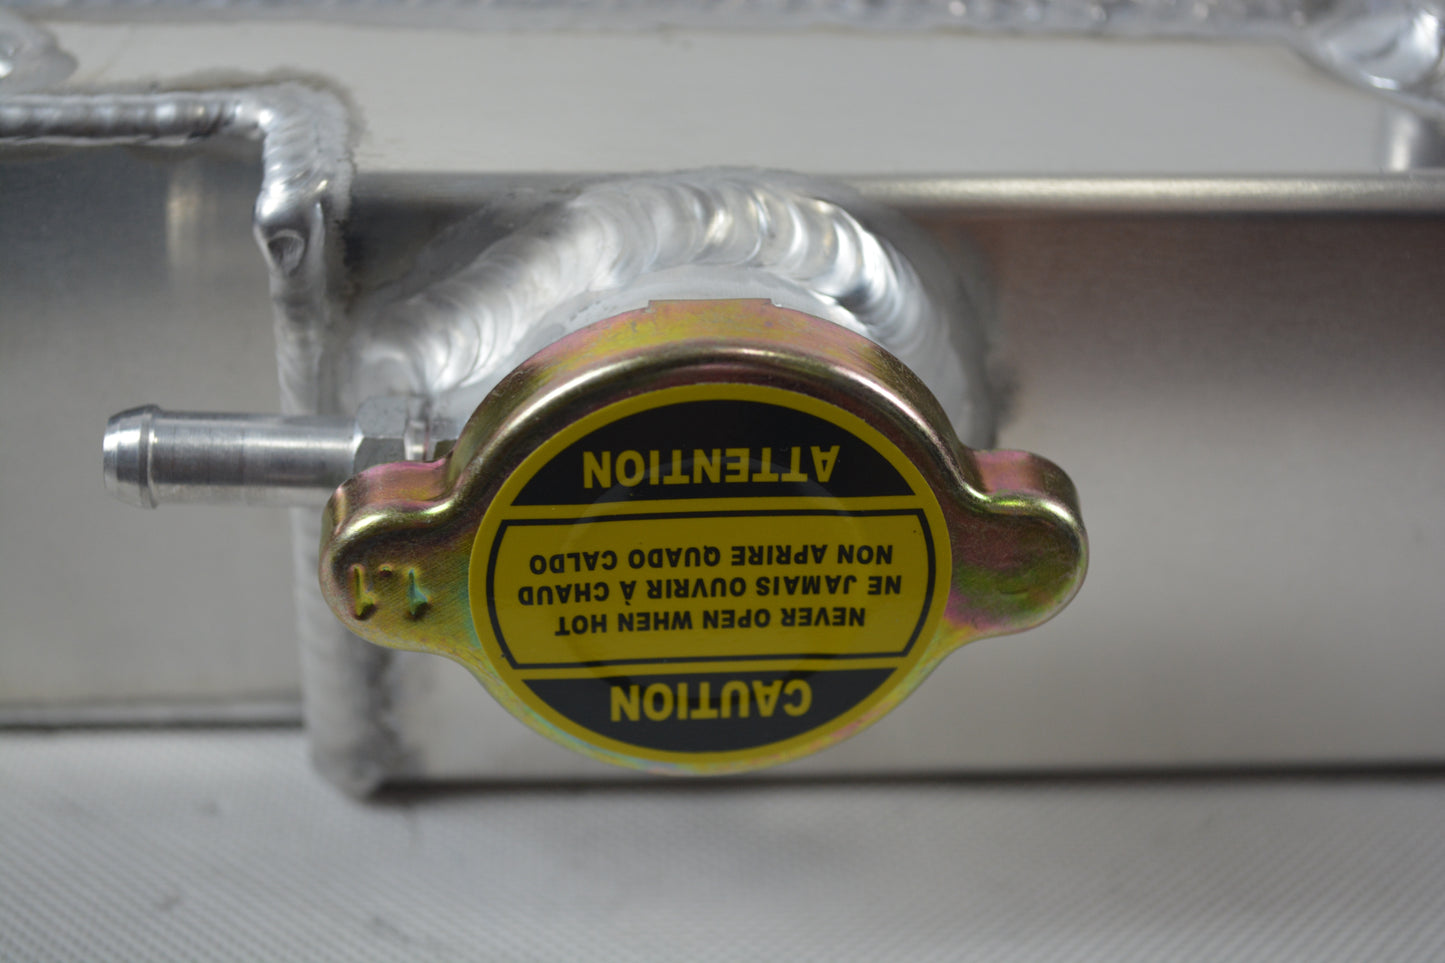 CAUTION
NEVER OPEN WHEN HOT
NE JAMAIS OUVRIR À CHAUD
NON APRIRE QUADO CALDO
ATTENTION
1.1